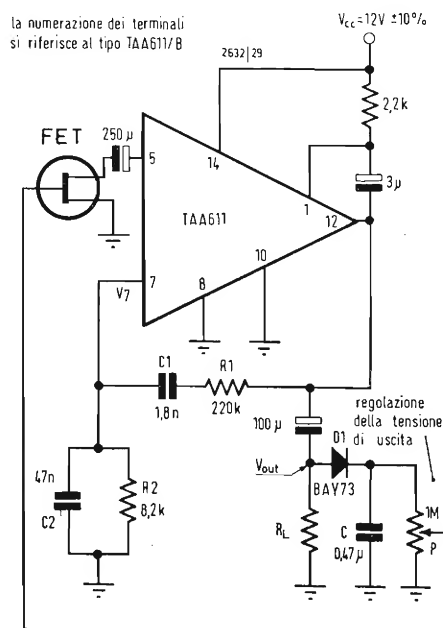 la numerazione dei terminali
si riferisce al tipo TAA611/B
Vcc=12V ±10%
2632|29
2,2k
FET
250 µ
5
14
1
3µ
TAA611
12
7
V7
8
10
C1
1,8n
R1
220k
100 µ
regolazione
della tensione
di uscita
D1
BAY73
Vout
47n
C2
R2
8,2k
RL
C
0,47µ
1M
P